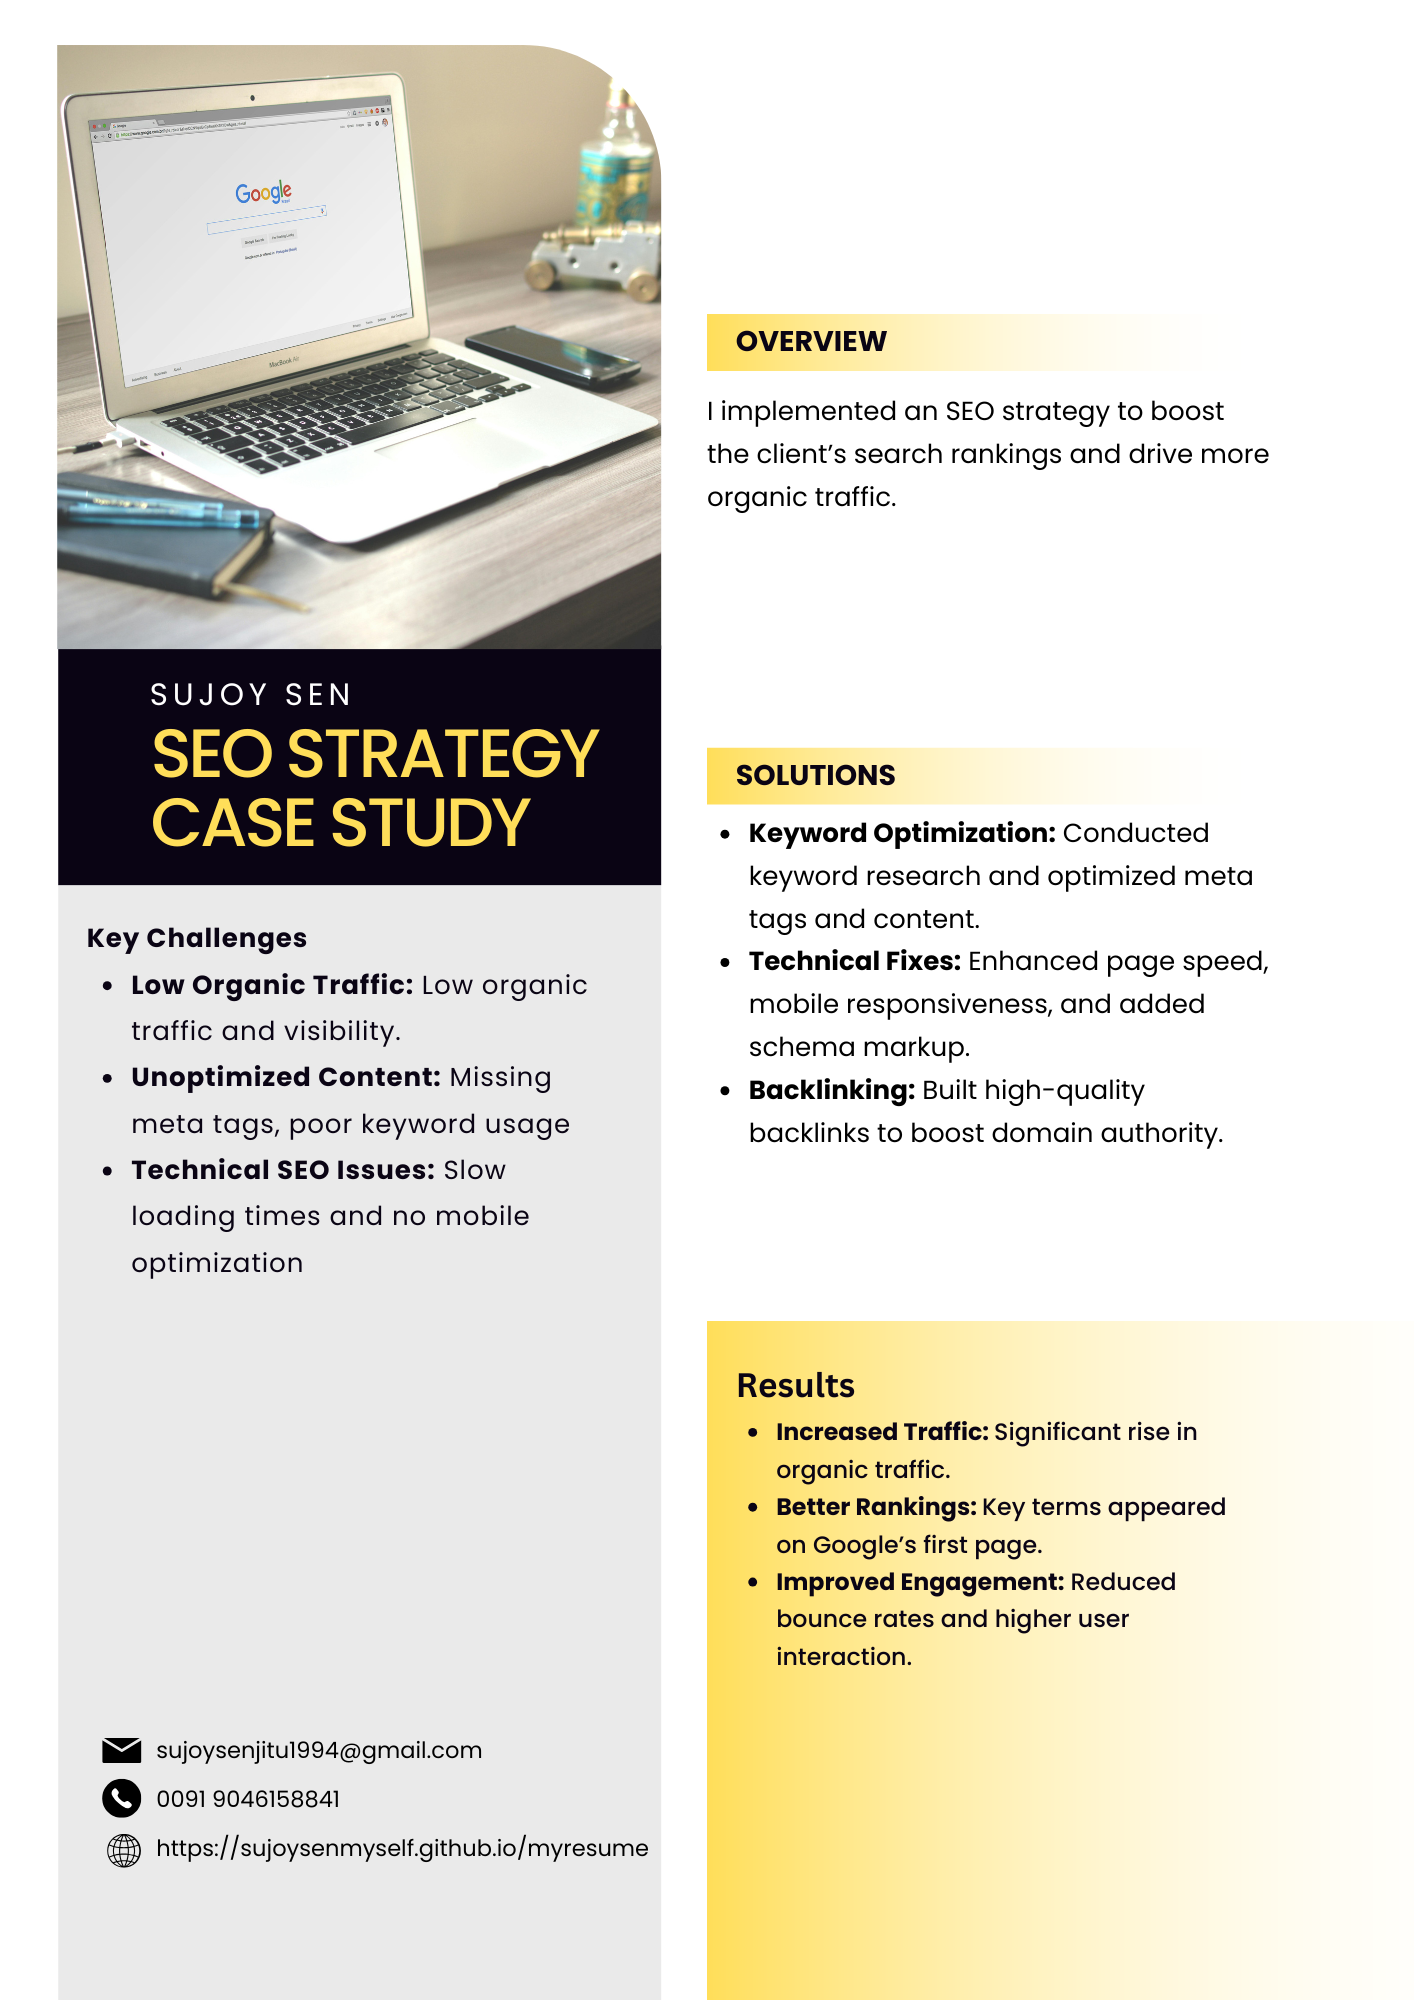 Google
MacBook Air
SUJOY SEN
SEO STRATEGY
CASE STUDY
Key Challenges
• Low Organic Traffic: Low organic
traffic and visibility.
• Unoptimized Content: Missing
meta tags, poor keyword usage
• Technical SEO Issues: Slow
loading times and no mobile
optimization
sujoysenjitu1994@gmail.com
0091 9046158841
https://sujoysenmyself.github.io/myresume
OVERVIEW
I implemented an SEO strategy to boost
the client’s search rankings and drive more
organic traffic.
SOLUTIONS
• Keyword Optimization: Conducted
keyword research and optimized meta
tags and content.
• Technical Fixes: Enhanced page speed,
mobile responsiveness, and added
schema markup.
• Backlinking: Built high-quality
backlinks to boost domain authority.
Results
• Increased Traffic: Significant rise in
organic traffic.
• Better Rankings: Key terms appeared
on Google’s first page.
• Improved Engagement: Reduced
bounce rates and higher user
interaction.